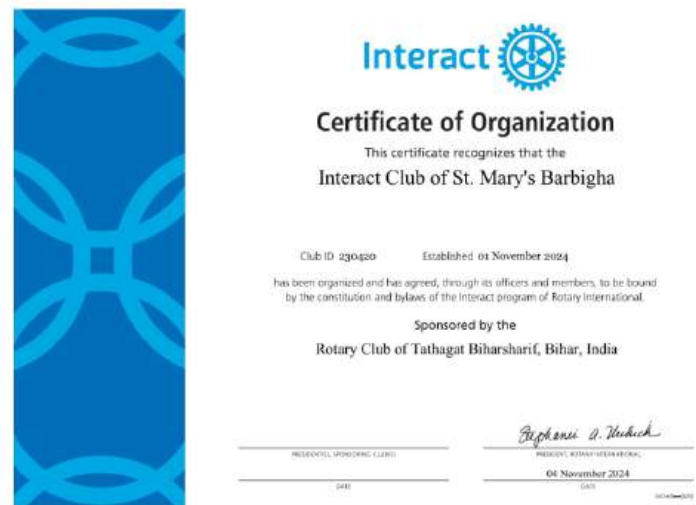 Interact
Certificate of Organization
This certificate recognizes that the
Interact Club of St. Mary's Barbigha
Club ID 230420 Established 01 November 2024
has been organized and has agreed, through its officers and members, to be bound
by the constitution and bylaws of the Interact program of Rotary International.
Sponsored by the
Rotary Club of Tathagat Biharsharif, Bihar, India
Stephanie A. Urchick
PRESIDENT(S), SPONSORING CLUB(S) PRESIDENT, ROTARY INTERNATIONAL
04 November 2024
DATE DATE